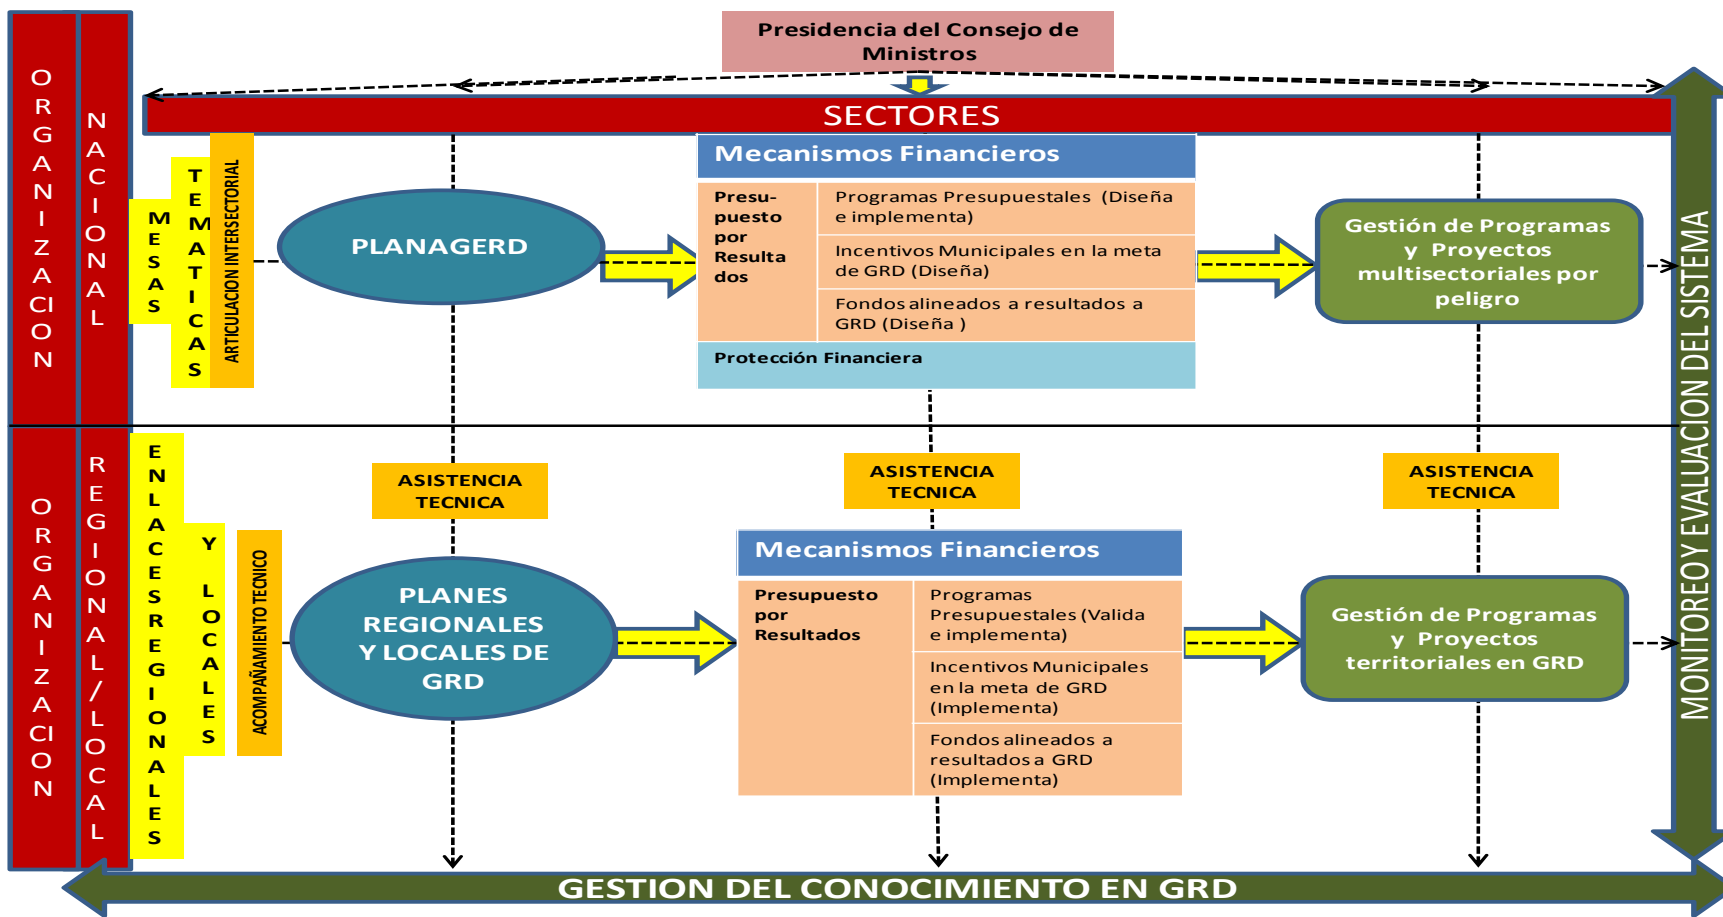 Presidencia del Consejo de
Ministros
SECTORES
ORGANIZACION
NACIONAL
MESAS
TEMATICAS
ARTICULACION INTERSECTORIAL
PLANAGERD
Mecanismos Financieros
Presu-
puesto
por
Resulta
dos
Programas Presupuestales (Diseña
e implementa)
Incentivos Municipales en la meta
de GRD (Diseña)
Fondos alineados a resultados a
GRD (Diseña )
Protección Financiera
Gestión de Programas
y Proyectos
multisectoriales por
peligro
MONITOREO Y EVALUACION DEL SISTEMA
ORGANIZACION
REGIONAL/LOCAL
ENLACES REGIONALES
Y LOCALES
ACOMPAÑAMIENTO TECNICO
ASISTENCIA
TECNICA
ASISTENCIA
TECNICA
ASISTENCIA
TECNICA
PLANES
REGIONALES
Y LOCALES DE
GRD
Mecanismos Financieros
Presupuesto
por
Resultados
Programas
Presupuestales (Valida
e implementa)
Incentivos Municipales
en la meta de GRD
(Implementa)
Fondos alineados a
resultados a GRD
(Implementa)
Gestión de Programas
y Proyectos
territoriales en GRD
GESTION DEL CONOCIMIENTO EN GRD